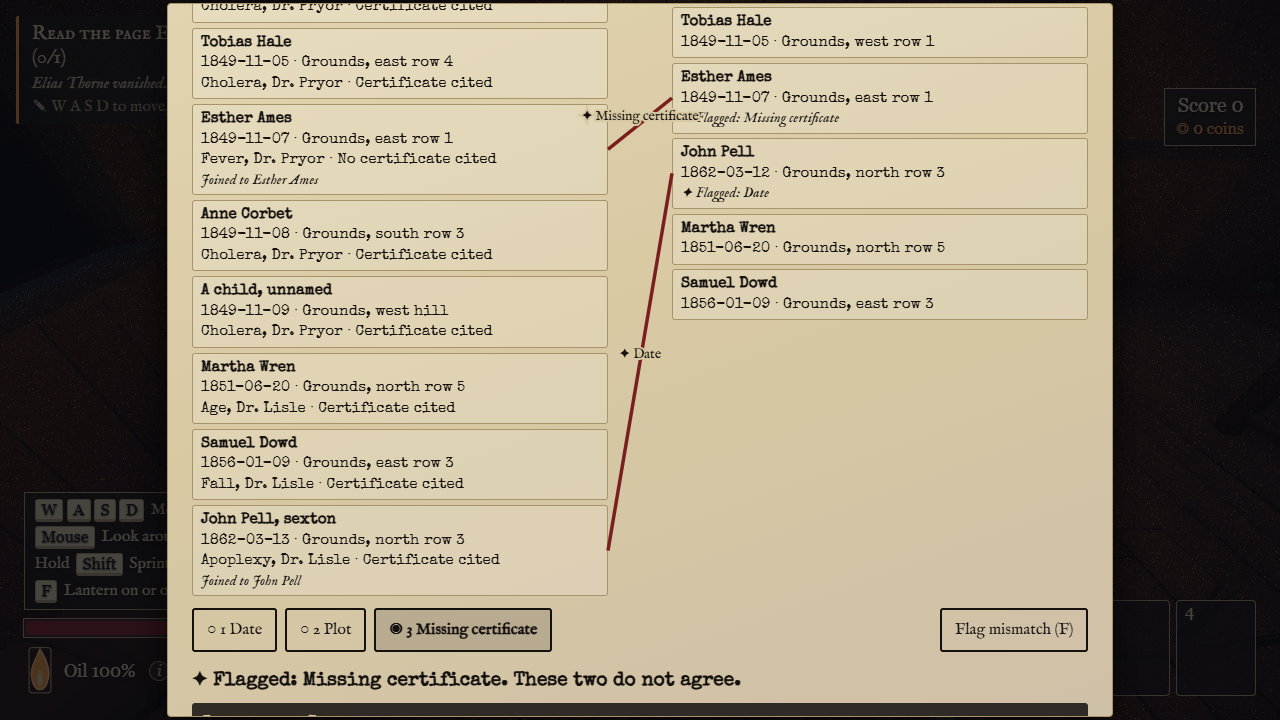 READ THE PAGE
(0/1)
Elias Thorne vanished.
W A S D to move
Score 0
0 coins
W A S D
Mouse Look
Hold Shift Sprint
F Lantern on or o
Oil 100%
i
4
Cholera, Dr. Pryor · Certificate cited
Tobias Hale
1849-11-05 · Grounds, east row 4
Cholera, Dr. Pryor · Certificate cited
Esther Ames
1849-11-07 · Grounds, east row 1
Fever, Dr. Pryor · No certificate cited
Joined to Esther Ames
Anne Corbet
1849-11-08 · Grounds, south row 3
Cholera, Dr. Pryor · Certificate cited
A child, unnamed
1849-11-09 · Grounds, west hill
Cholera, Dr. Pryor · Certificate cited
Martha Wren
1851-06-20 · Grounds, north row 5
Age, Dr. Lisle · Certificate cited
Samuel Dowd
1856-01-09 · Grounds, east row 3
Fall, Dr. Lisle · Certificate cited
John Pell, sexton
1862-03-13 · Grounds, north row 3
Apoplexy, Dr. Lisle · Certificate cited
Joined to John Pell
✦ Missing certificate
✦ Date
Tobias Hale
1849-11-05 · Grounds, west row 1
Esther Ames
1849-11-07 · Grounds, east row 1
Flagged: Missing certificate
John Pell
1862-03-12 · Grounds, north row 3
✦ Flagged: Date
Martha Wren
1851-06-20 · Grounds, north row 5
Samuel Dowd
1856-01-09 · Grounds, east row 3
○ 1 Date
○ 2 Plot
◉ 3 Missing certificate
Flag mismatch (F)
✦ Flagged: Missing certificate. These two do not agree.